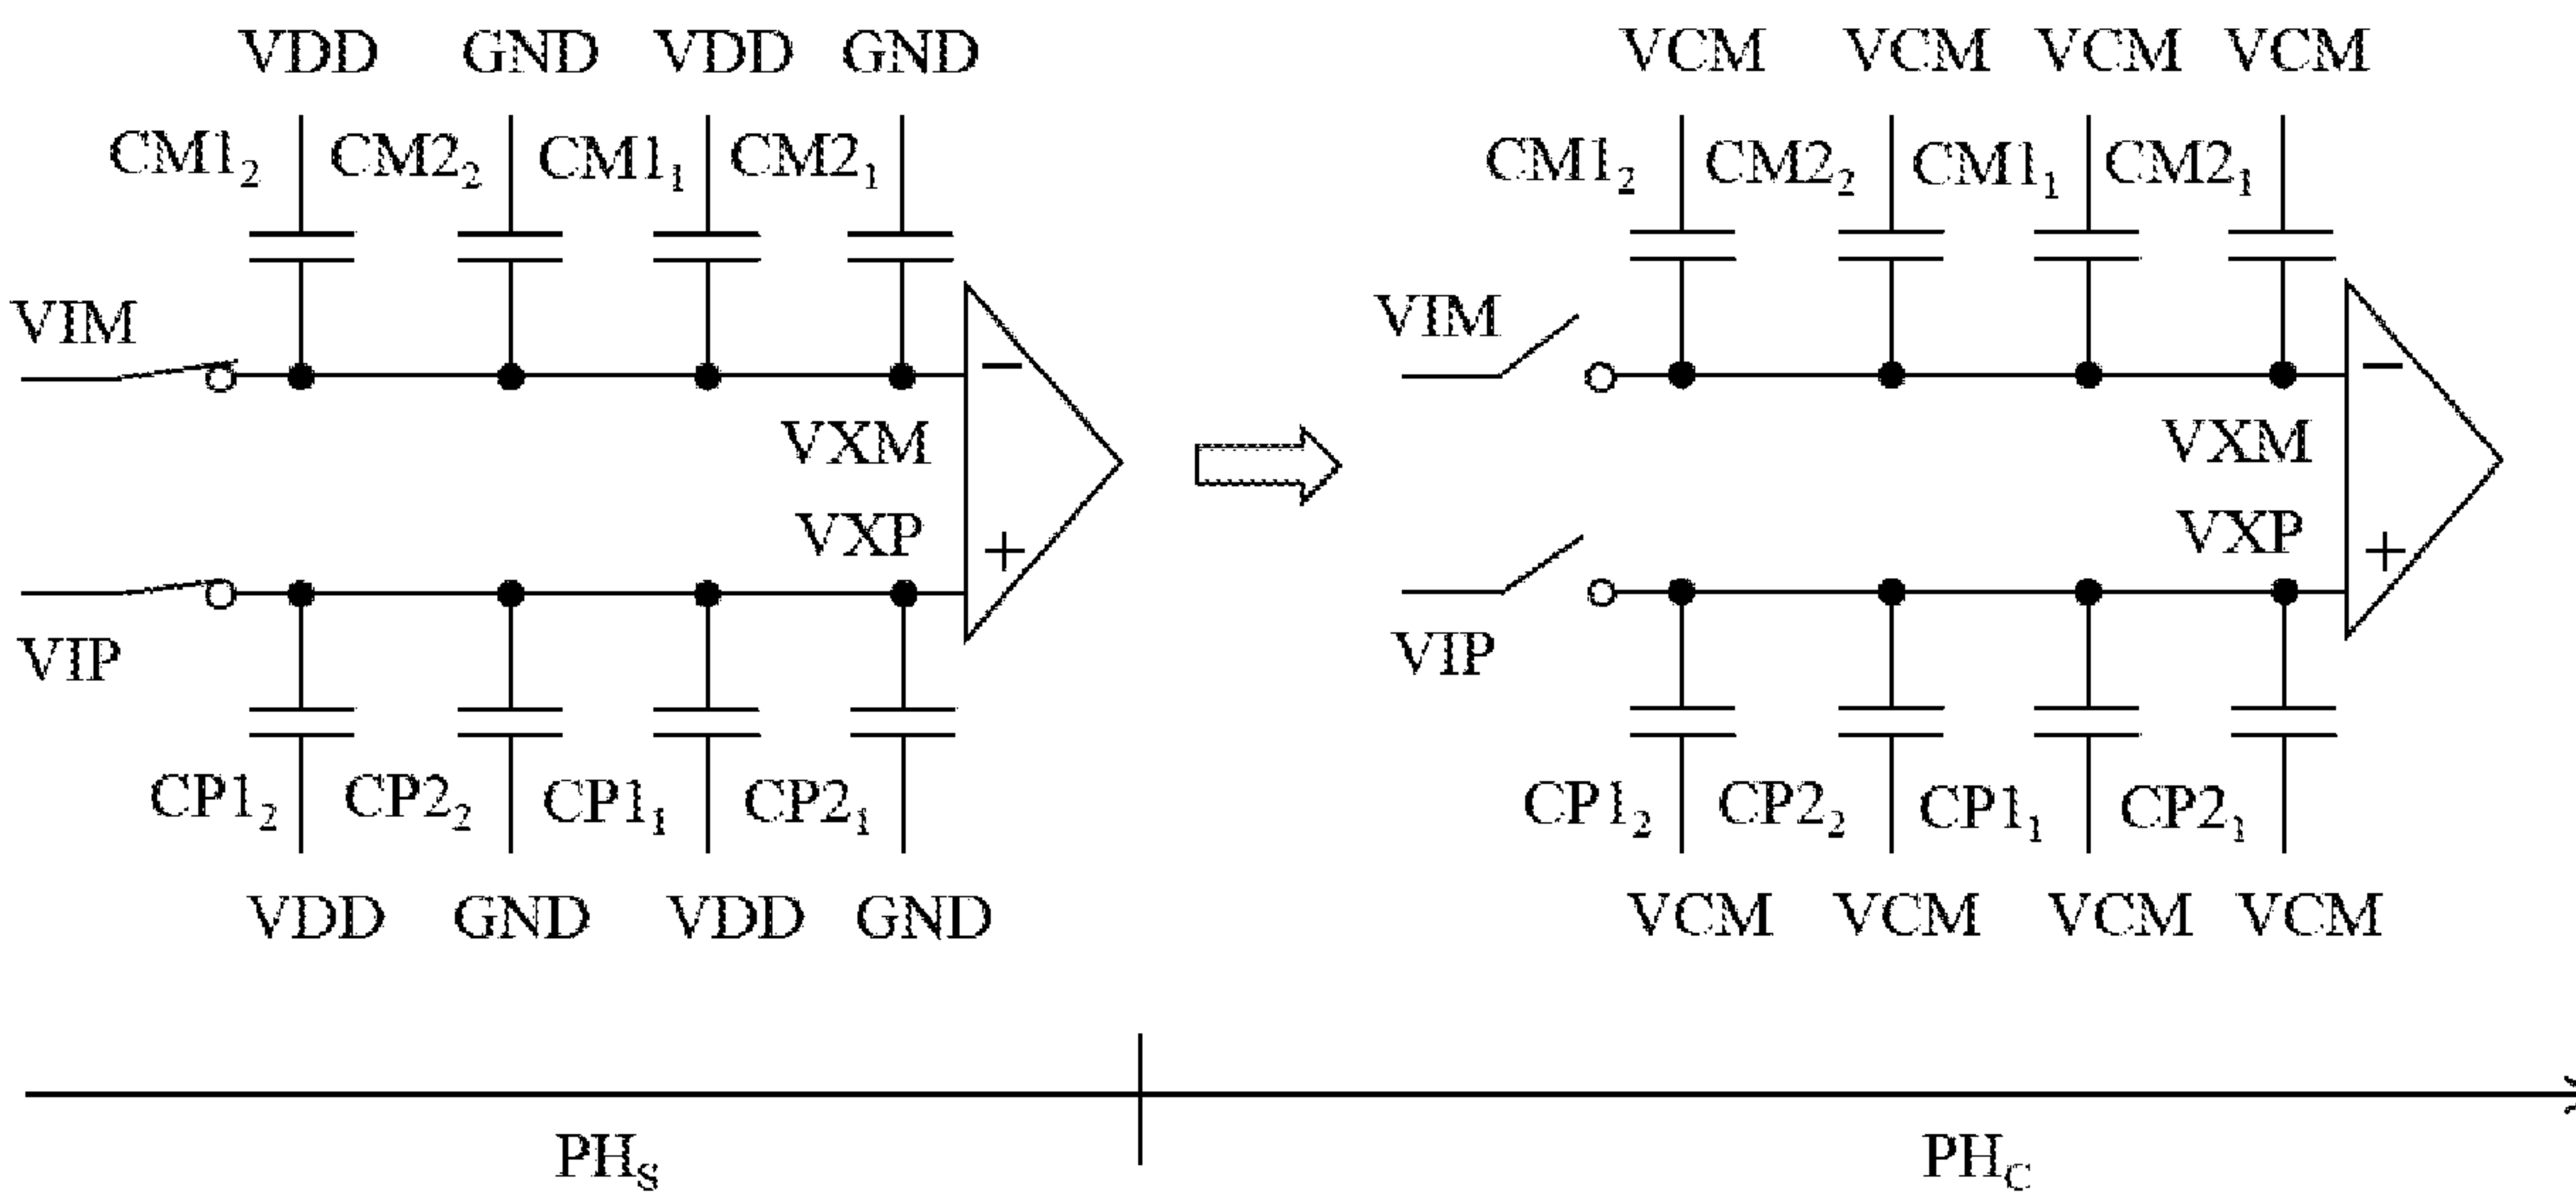 VDD GND VDD GND VCM VCM VCM VCM
CM1₂ CM2₂ CM1₁ CM2₁ CM1₂ CM2₂ CM1₁ CM2₁
VIM VIM
− −
VXM VXM
VXP VXP
+ +
VIP VIP
CP1₂ CP2₂ CP1₁ CP2₁ CP1₂ CP2₂ CP1₁ CP2₁
VDD GND VDD GND VCM VCM VCM VCM
PH_S PH_C